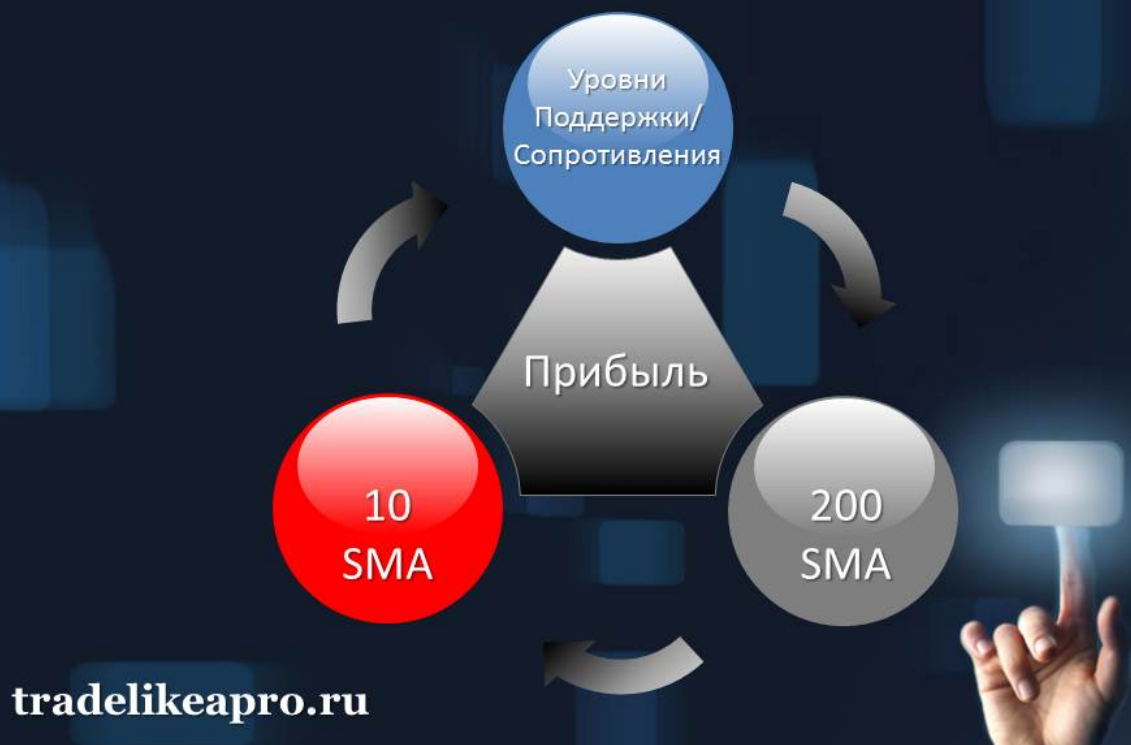 Уровни
Поддержки/
Сопротивления
Прибыль
10
SMA
200
SMA
tradelikeapro.ru